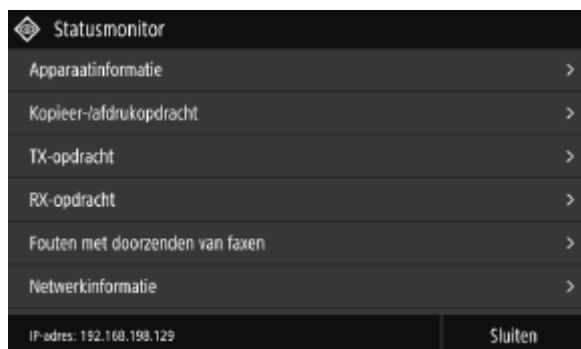 Statusmonitor
Apparaatinformatie
Kopieer-/afdrukopdracht
TX-opdracht
RX-opdracht
Fouten met doorzenden van faxen
Netwerkinformatie
IP-adres: 192.168.198.129
Sluiten